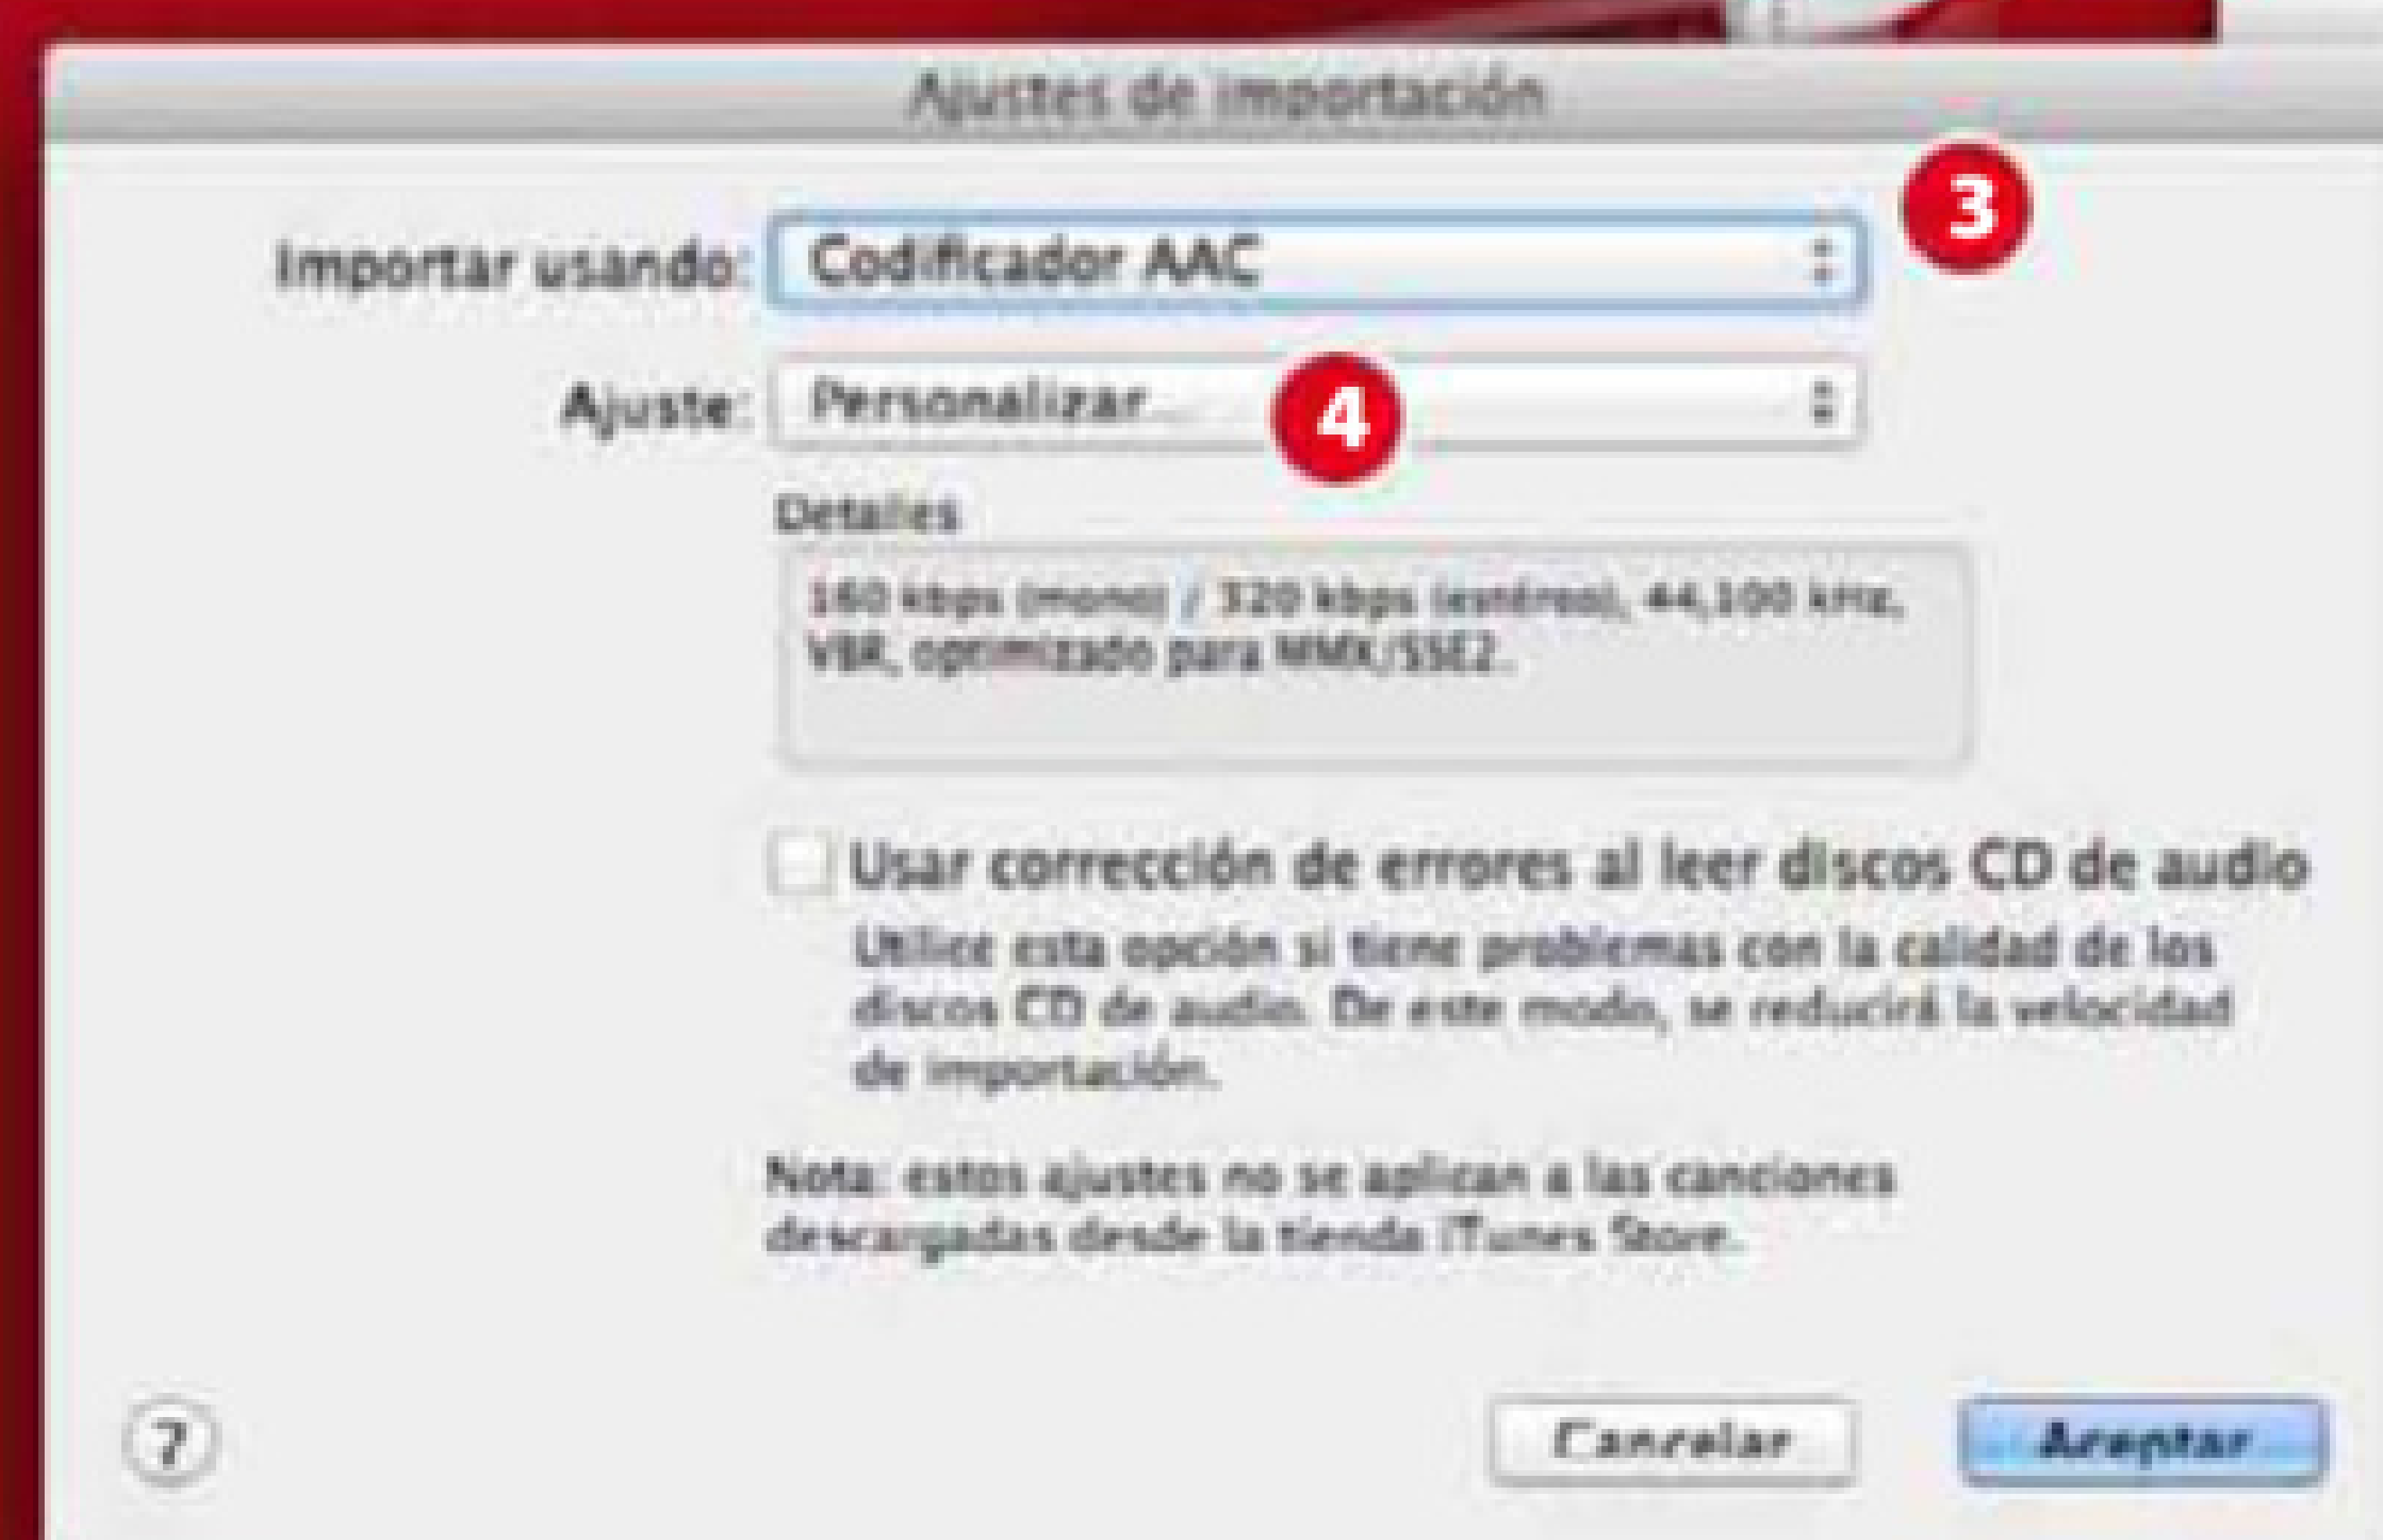 Ajustes de importación
3
Importar usando: Codificador AAC
Ajuste: Personalizar...
4
Detalles
160 kbps (mono) / 320 kbps (estéreo), 44,100 kHz,
VBR, optimizado para MMX/SSE2.
Usar corrección de errores al leer discos CD de audio
Utilice esta opción si tiene problemas con la calidad de los
discos CD de audio. De este modo, se reducirá la velocidad
de importación.
Nota: estos ajustes no se aplican a las canciones
descargadas desde la tienda iTunes Store.
?
Cancelar
Aceptar